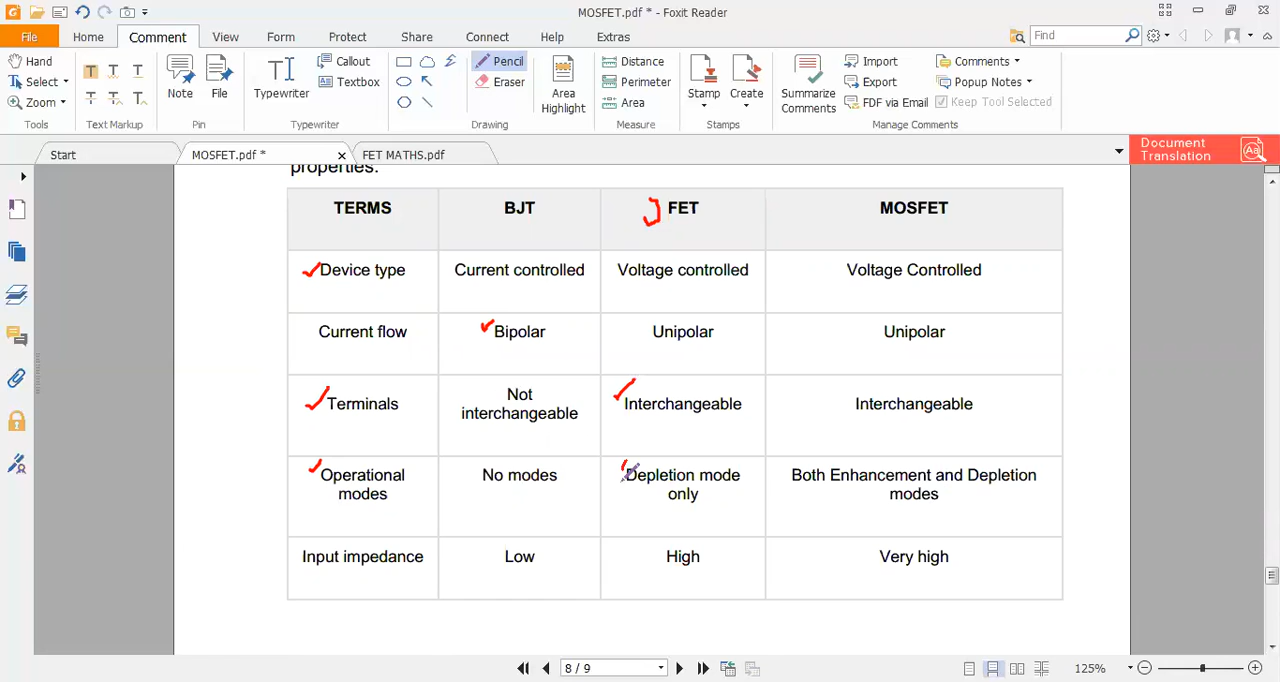 MOSFET.pdf * - Foxit Reader
File Home Comment View Form Protect Share Connect Help Extras Find
Hand Select Zoom Tools
Text Markup
Note File Pin
Typewriter Callout Textbox Typewriter
Pencil Eraser Drawing
Area Highlight
Distance Perimeter Area Measure
Stamp Create Stamps
Summarize Comments Import Export FDF via Email Comments Popup Notes Keep Tool Selected Manage Comments
Start MOSFET.pdf * FET MATHS.pdf Document Translation
properties:
TERMS BJT J FET MOSFET
Device type Current controlled Voltage controlled Voltage Controlled
Current flow Bipolar Unipolar Unipolar
Terminals Not interchangeable Interchangeable Interchangeable
Operational modes No modes Depletion mode only Both Enhancement and Depletion modes
Input impedance Low High Very high
8 / 9 125%